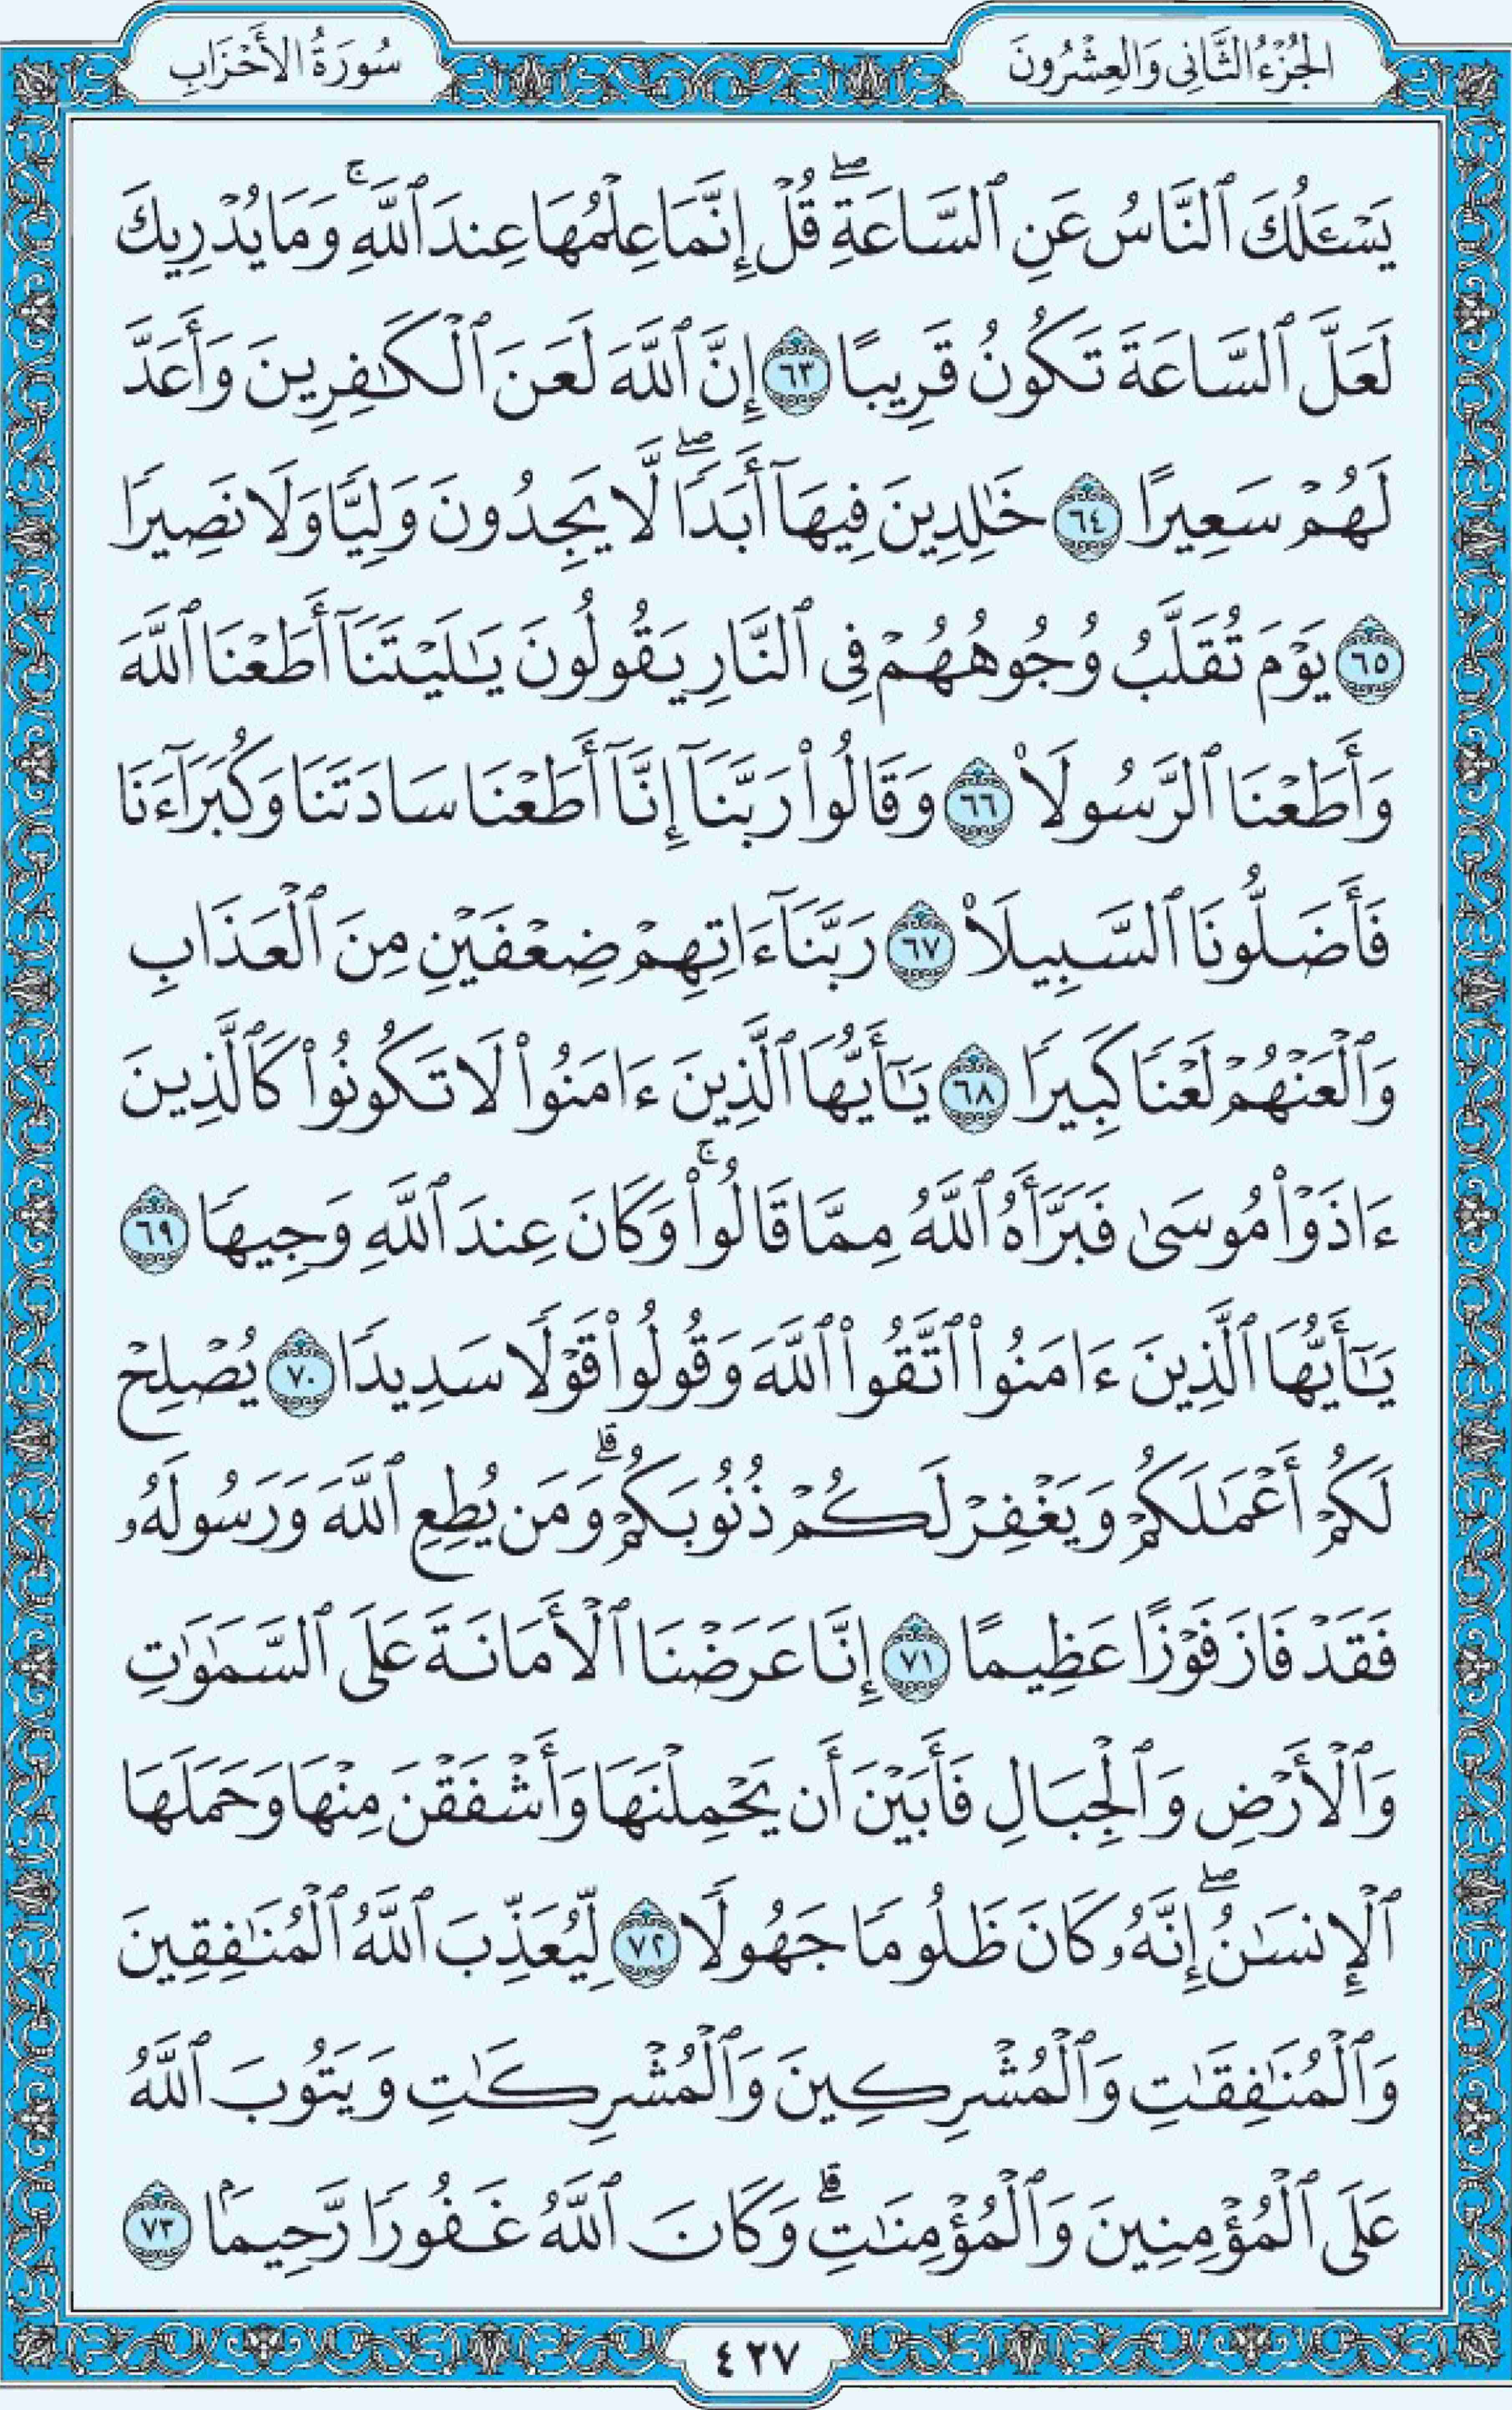 الجُزْءُ الثَّانِي وَالعِشْرُونَ
سُورَةُ الأَحْزَابِ
يَسْـَٔلُكَ ٱلنَّاسُ عَنِ ٱلسَّاعَةِۖ قُلْ إِنَّمَا عِلْمُهَا عِندَ ٱللَّهِۚ وَمَا يُدْرِيكَ
لَعَلَّ ٱلسَّاعَةَ تَكُونُ قَرِيبًا ٦٣ إِنَّ ٱللَّهَ لَعَنَ ٱلْكَٰفِرِينَ وَأَعَدَّ
لَهُمْ سَعِيرًا ٦٤ خَٰلِدِينَ فِيهَآ أَبَدٗاۖ لَّا يَجِدُونَ وَلِيّٗا وَلَا نَصِيرٗا
٦٥ يَوْمَ تُقَلَّبُ وُجُوهُهُمْ فِي ٱلنَّارِ يَقُولُونَ يَٰلَيْتَنَآ أَطَعْنَا ٱللَّهَ
وَأَطَعْنَا ٱلرَّسُولَا۠ ٦٦ وَقَالُوا۟ رَبَّنَآ إِنَّآ أَطَعْنَا سَادَتَنَا وَكُبَرَآءَنَا
فَأَضَلُّونَا ٱلسَّبِيلَا۠ ٦٧ رَبَّنَآ ءَاتِهِمْ ضِعْفَيْنِ مِنَ ٱلْعَذَابِ
وَٱلْعَنْهُمْ لَعْنٗا كَبِيرٗا ٦٨ يَٰٓأَيُّهَا ٱلَّذِينَ ءَامَنُوا۟ لَا تَكُونُوا۟ كَٱلَّذِينَ
ءَاذَوْا۟ مُوسَىٰ فَبَرَّأَهُ ٱللَّهُ مِمَّا قَالُوا۟ۚ وَكَانَ عِندَ ٱللَّهِ وَجِيهٗا ٦٩
يَٰٓأَيُّهَا ٱلَّذِينَ ءَامَنُوا۟ ٱتَّقُوا۟ ٱللَّهَ وَقُولُوا۟ قَوْلٗا سَدِيدٗا ٧٠ يُصْلِحْ
لَكُمْ أَعْمَٰلَكُمْ وَيَغْفِرْ لَكُمْ ذُنُوبَكُمْۗ وَمَن يُطِعِ ٱللَّهَ وَرَسُولَهُۥ
فَقَدْ فَازَ فَوْزًا عَظِيمًا ٧١ إِنَّا عَرَضْنَا ٱلْأَمَانَةَ عَلَى ٱلسَّمَٰوَٰتِ
وَٱلْأَرْضِ وَٱلْجِبَالِ فَأَبَيْنَ أَن يَحْمِلْنَهَا وَأَشْفَقْنَ مِنْهَا وَحَمَلَهَا
ٱلْإِنسَٰنُۖ إِنَّهُۥ كَانَ ظَلُومٗا جَهُولٗا ٧٢ لِّيُعَذِّبَ ٱللَّهُ ٱلْمُنَٰفِقِينَ
وَٱلْمُنَٰفِقَٰتِ وَٱلْمُشْرِكِينَ وَٱلْمُشْرِكَٰتِ وَيَتُوبَ ٱللَّهُ
عَلَى ٱلْمُؤْمِنِينَ وَٱلْمُؤْمِنَٰتِۗ وَكَانَ ٱللَّهُ غَفُورٗا رَّحِيمَۢا ٧٣
٤٢٧